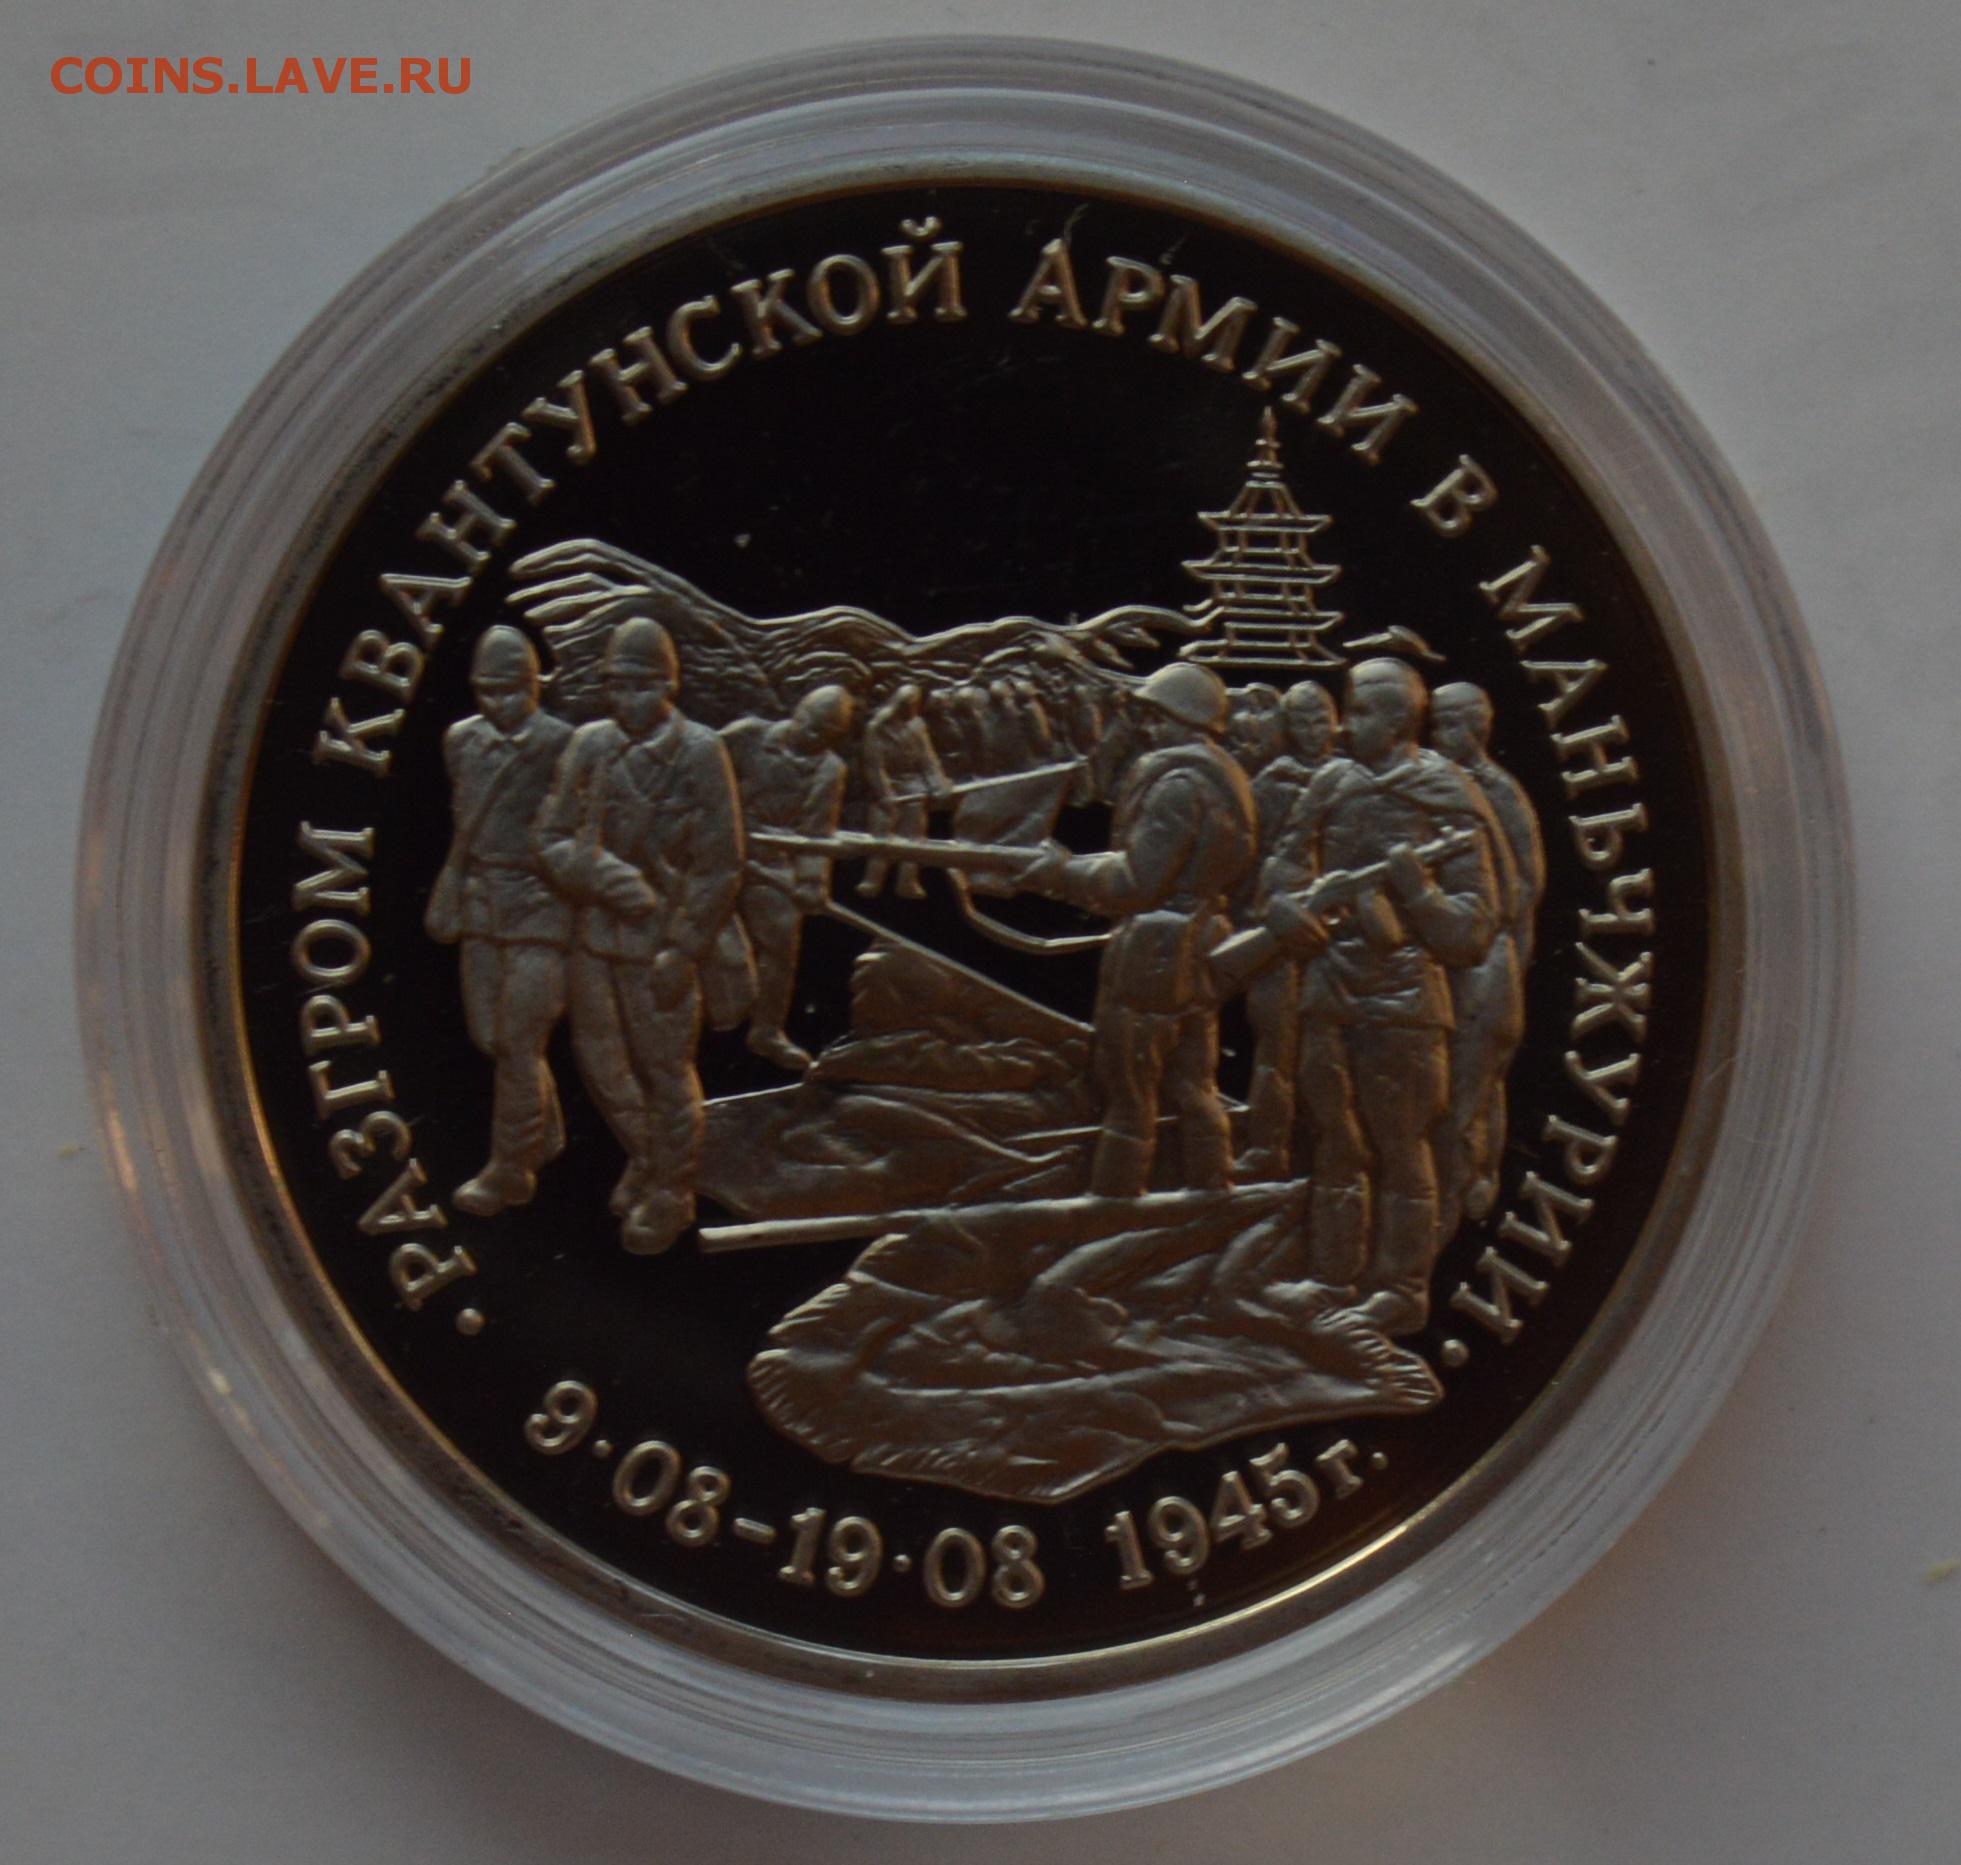 COINS.LAVE.RU
· РАЗГРОМ КВАНТУНСКОЙ АРМИИ В МАНЬЧЖУРИИ ·
9·08-19·08 1945г.